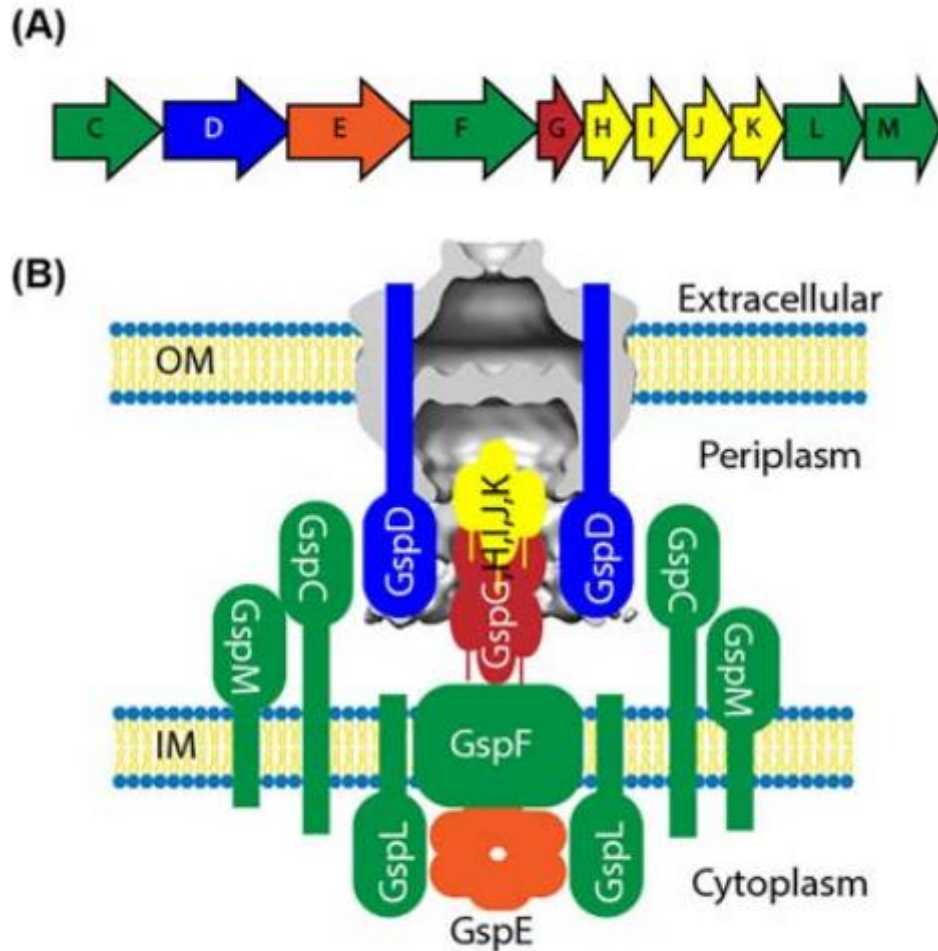 (A)
C D E F G H I J K L M
(B)
Extracellular
OM
Periplasm
GspD
GspG,H,I,J,K
GspD
GspC
GspC
GspM
GspM
IM
GspF
GspL
GspL
Cytoplasm
GspE